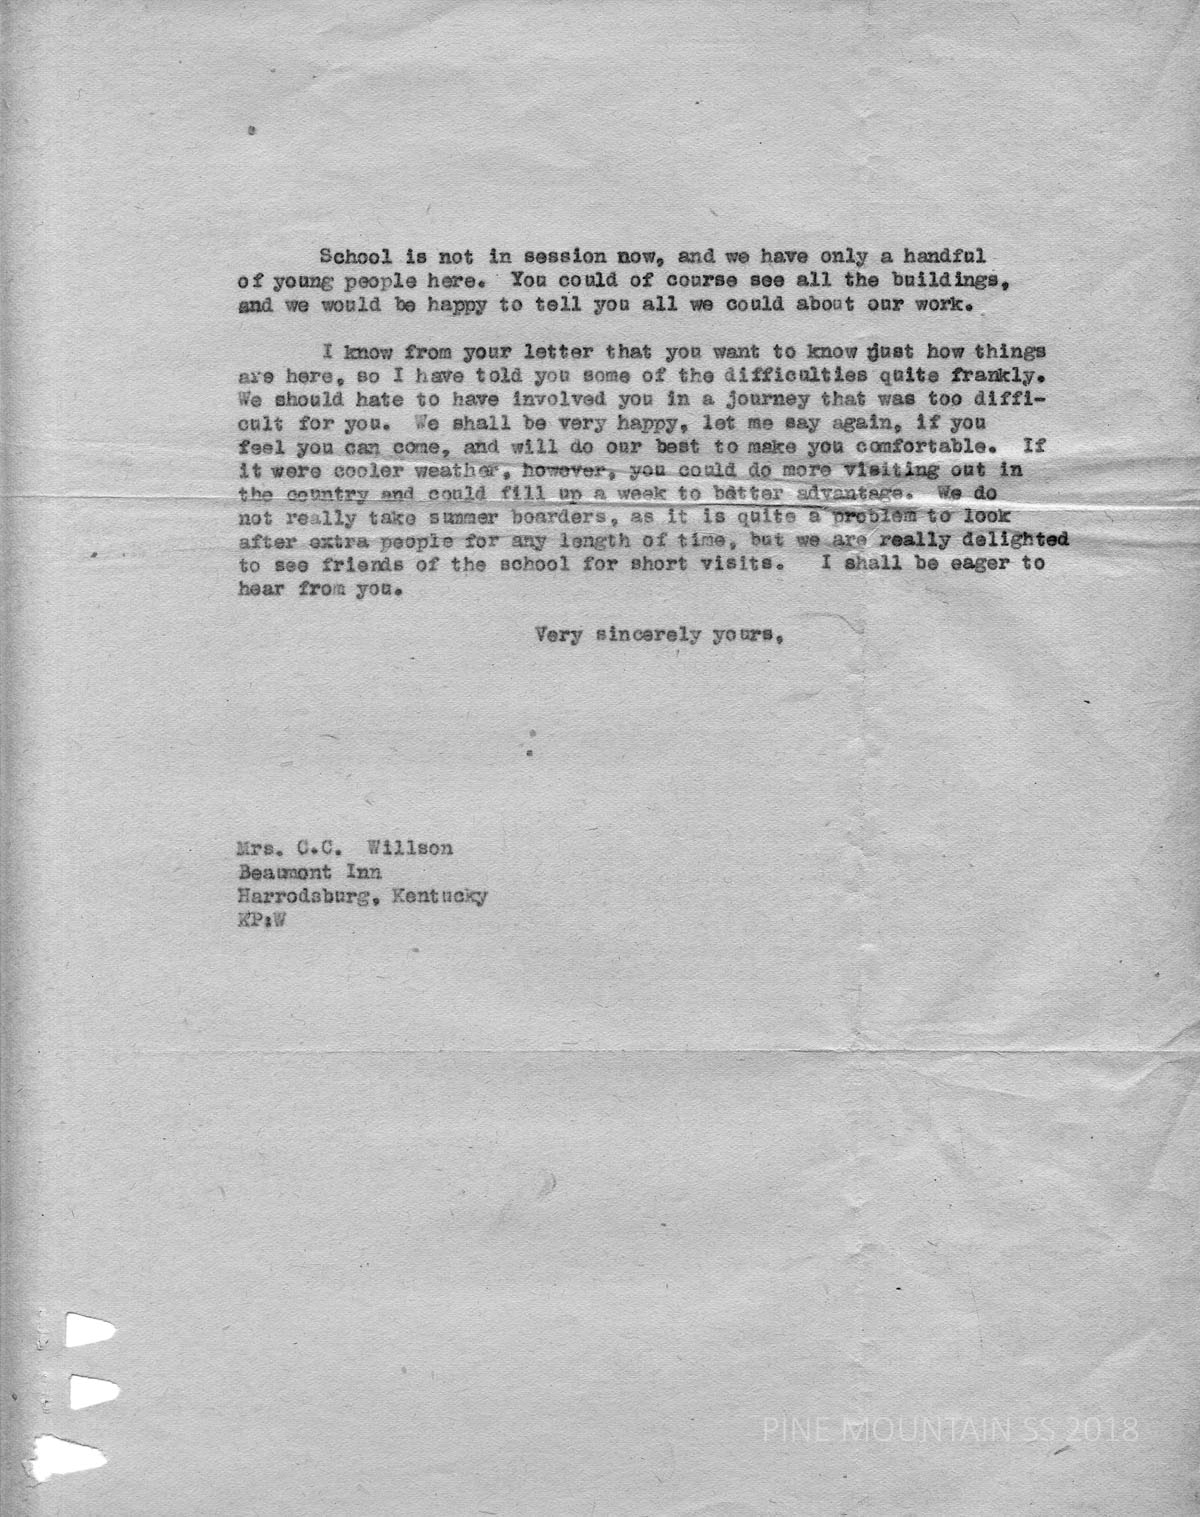 School is not in session now, and we have only a handful
of young people here. You could of course see all the buildings,
and we would be happy to tell you all we could about our work.
I know from your letter that you want to know just how things
are here, so I have told you some of the difficulties quite frankly.
We should hate to have involved you in a journey that was too diffi-
cult for you. We shall be very happy, let me say again, if you
feel you can come, and will do our best to make you comfortable. If
it were cooler weather, however, you could do more visiting out in
the country and could fill up a week to better advantage. We do
not really take summer boarders, as it is quite a problem to look
after extra people for any length of time, but we are really delighted
to see friends of the school for short visits. I shall be eager to
hear from you.
Very sincerely yours,
Mrs. C.C. Willson
Beaumont Inn
Harrodsburg, Kentucky
KP:W
PINE MOUNTAIN SS 2018